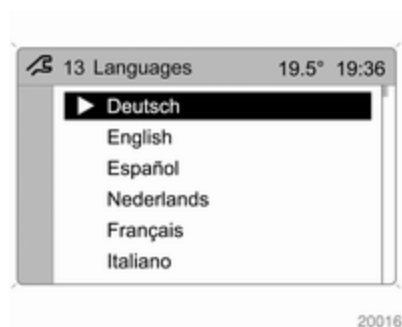 13 Languages 19.5° 19:36
Deutsch
English
Español
Nederlands
Français
Italiano
20016